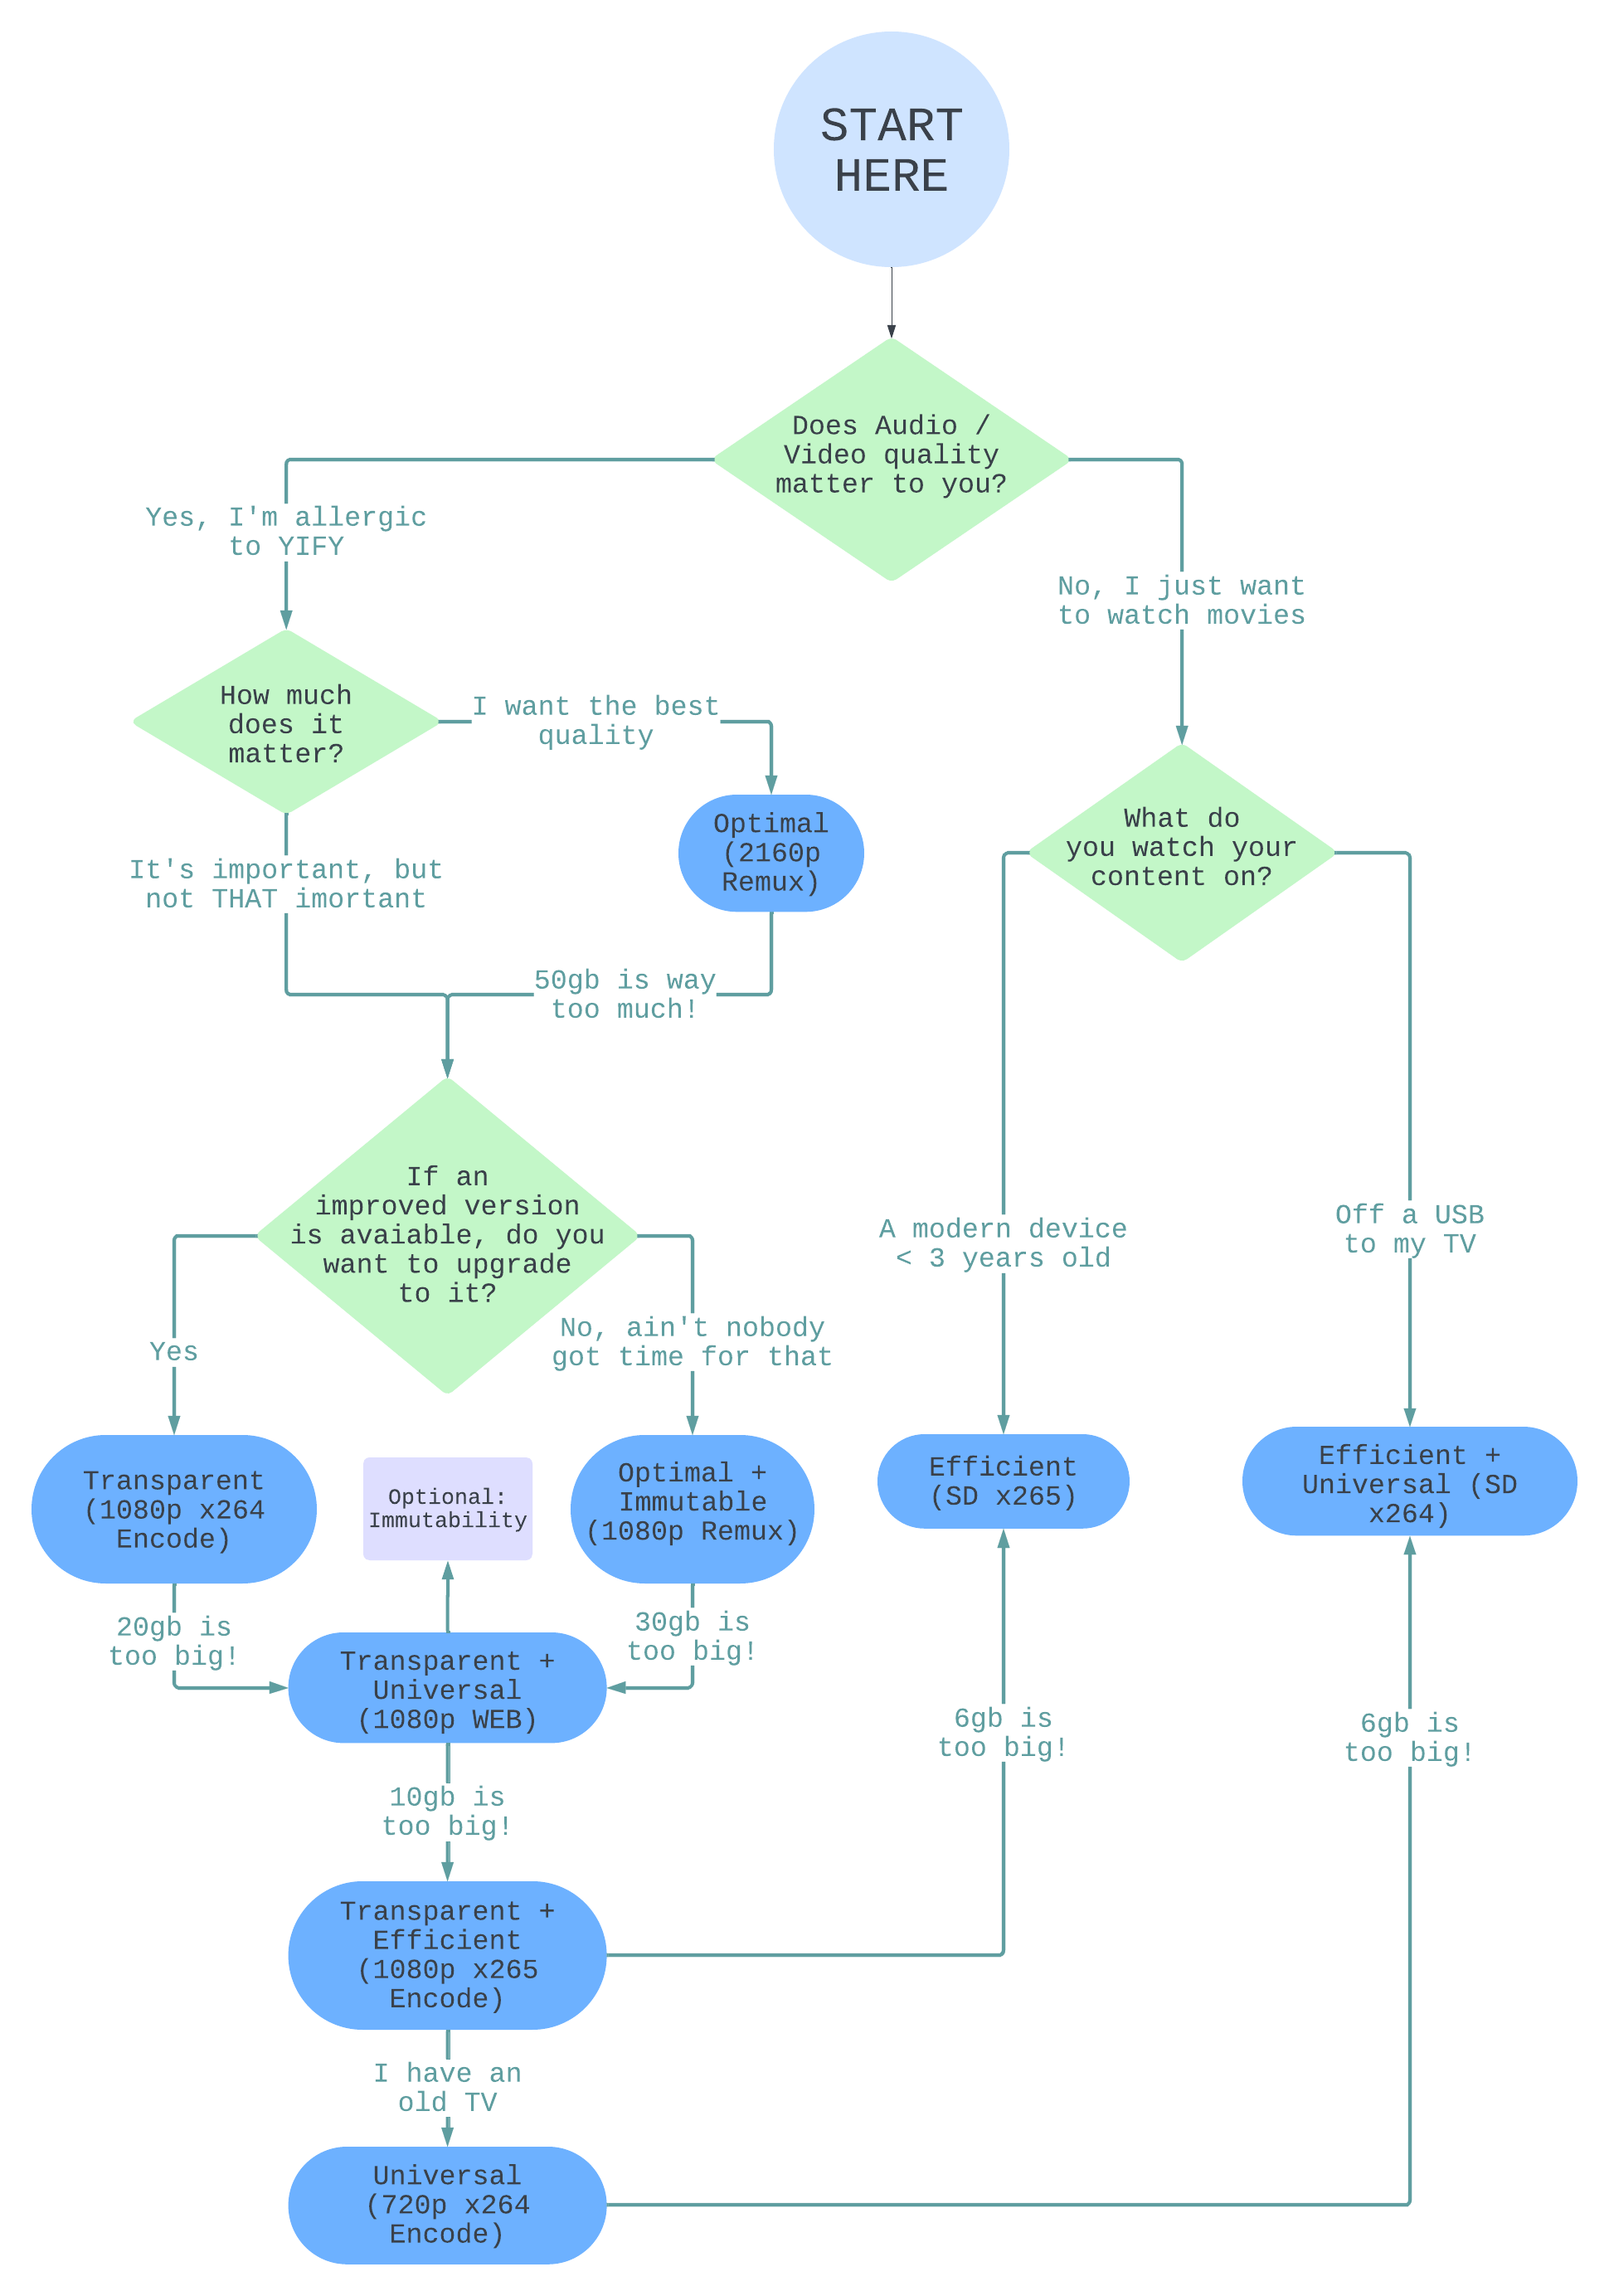 START
HERE
Does Audio /
Video quality
matter to you?
Yes, I'm allergic
to YIFY
No, I just want
to watch movies
How much
does it
matter?
I want the best
quality
Optimal
(2160p
Remux)
What do
you watch your
content on?
It's important, but
not THAT imortant
50gb is way
too much!
If an
improved version
is avaiable, do you
want to upgrade
to it?
A modern device
< 3 years old
Off a USB
to my TV
Yes
No, ain't nobody
got time for that
Transparent
(1080p x264
Encode)
Optional:
Immutability
Optimal +
Immutable
(1080p Remux)
Efficient
(SD x265)
Efficient +
Universal (SD
x264)
20gb is
too big!
30gb is
too big!
Transparent +
Universal
(1080p WEB)
6gb is
too big!
6gb is
too big!
10gb is
too big!
Transparent +
Efficient
(1080p x265
Encode)
I have an
old TV
Universal
(720p x264
Encode)